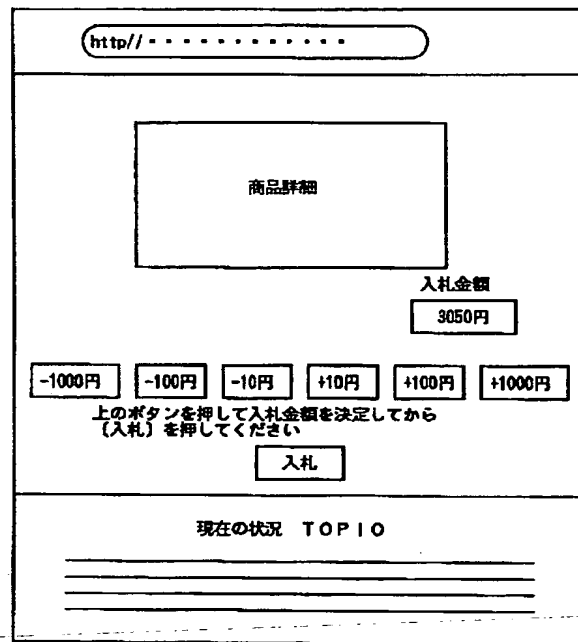 http//・・・・・・・・・・・・
商品詳細
入札金額
3050円
-1000円 -100円 -10円 +10円 +100円 +1000円
上のボタンを押して入札金額を決定してから
〔入札〕を押してください
入札
現在の状況 TOP10